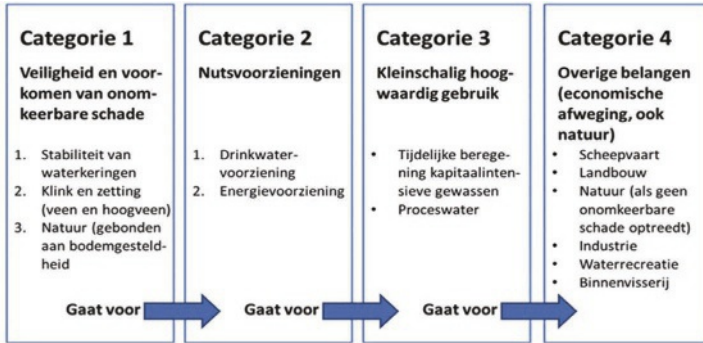 Categorie 1
Veiligheid en voor-
komen van onom-
keerbare schade
1. Stabiliteit van
waterkeringen
2. Klink en zetting
(veen en hoogveen)
3. Natuur (gebonden
aan bodemgesteld-
heid
Gaat voor
Categorie 2
Nutsvoorzieningen
1. Drinkwater-
voorziening
2. Energievoorziening
Gaat voor
Categorie 3
Kleinschalig hoog-
waardig gebruik
• Tijdelijke berege-
ning kapitaalinten-
sieve gewassen
• Proceswater
Gaat voor
Categorie 4
Overige belangen
(economische
afweging, ook
natuur)
• Scheepvaart
• Landbouw
• Natuur (als geen
onomkeerbare
schade optreedt)
• Industrie
• Waterrecreatie
• Binnenvisserij